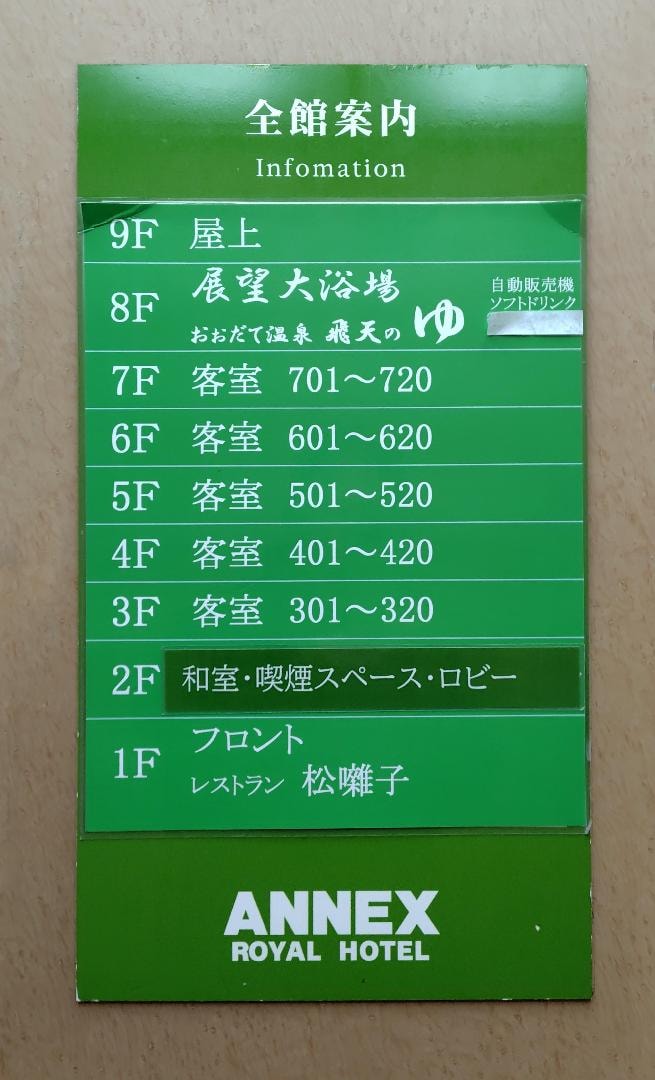 全館案内
Infomation
9F 屋上
8F 展望大浴場
おおだて温泉 飛天の ゆ
自動販売機
ソフトドリンク
7F 客室 701～720
6F 客室 601～620
5F 客室 501～520
4F 客室 401～420
3F 客室 301～320
2F 和室・喫煙スペース・ロビー
1F フロント
レストラン 松囃子
ANNEX
ROYAL HOTEL